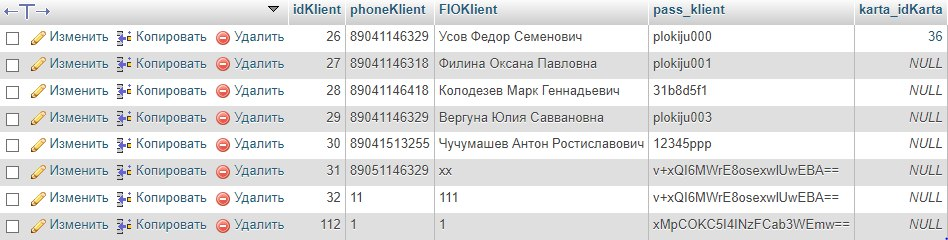 idKlient phoneKlient FIOKlient pass_klient karta_idKarta
Изменить Копировать Удалить 26 89041146329 Усов Федор Семенович plokiju000 36
Изменить Копировать Удалить 27 89041146318 Филина Оксана Павловна plokiju001 NULL
Изменить Копировать Удалить 28 89041146418 Колодезев Марк Геннадьевич 31b8d5f1 NULL
Изменить Копировать Удалить 29 89041146329 Вергуна Юлия Саввановна plokiju003 NULL
Изменить Копировать Удалить 30 89041513255 Чучумашев Антон Ростиславович 12345ppp NULL
Изменить Копировать Удалить 31 89051146329 xx v+xQI6MWrE8osexwlUwEBA== NULL
Изменить Копировать Удалить 32 11 111 v+xQI6MWrE8osexwlUwEBA== NULL
Изменить Копировать Удалить 112 1 1 xMpCOKC5I4INzFCab3WEmw== NULL